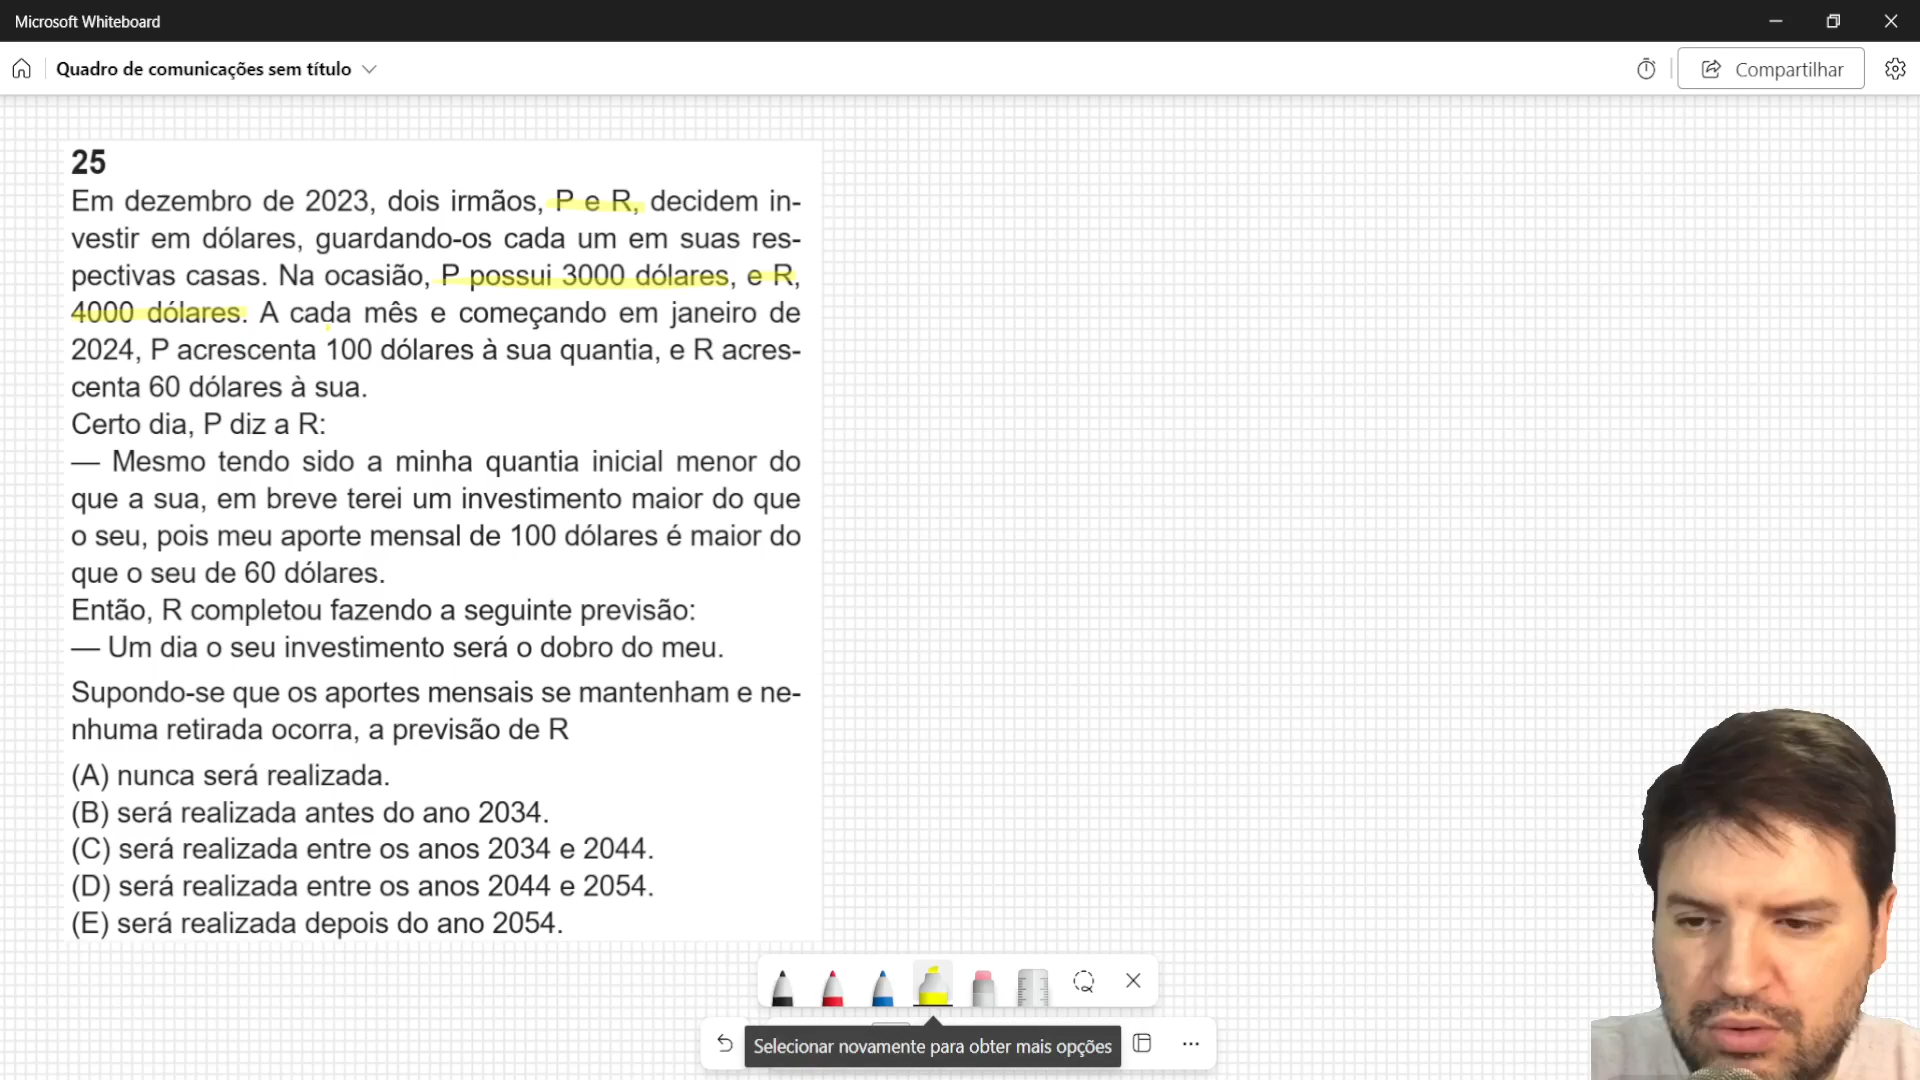 Microsoft Whiteboard
Quadro de comunicações sem título
Compartilhar
25
Em dezembro de 2023, dois irmãos, P e R, decidem in-
vestir em dólares, guardando-os cada um em suas res-
pectivas casas. Na ocasião, P possui 3000 dólares, e R,
4000 dólares. A cada mês e começando em janeiro de
2024, P acrescenta 100 dólares à sua quantia, e R acres-
centa 60 dólares à sua.
Certo dia, P diz a R:
— Mesmo tendo sido a minha quantia inicial menor do
que a sua, em breve terei um investimento maior do que
o seu, pois meu aporte mensal de 100 dólares é maior do
que o seu de 60 dólares.
Então, R completou fazendo a seguinte previsão:
— Um dia o seu investimento será o dobro do meu.
Supondo-se que os aportes mensais se mantenham e ne-
nhuma retirada ocorra, a previsão de R
(A) nunca será realizada.
(B) será realizada antes do ano 2034.
(C) será realizada entre os anos 2034 e 2044.
(D) será realizada entre os anos 2044 e 2054.
(E) será realizada depois do ano 2054.
Selecionar novamente para obter mais opções